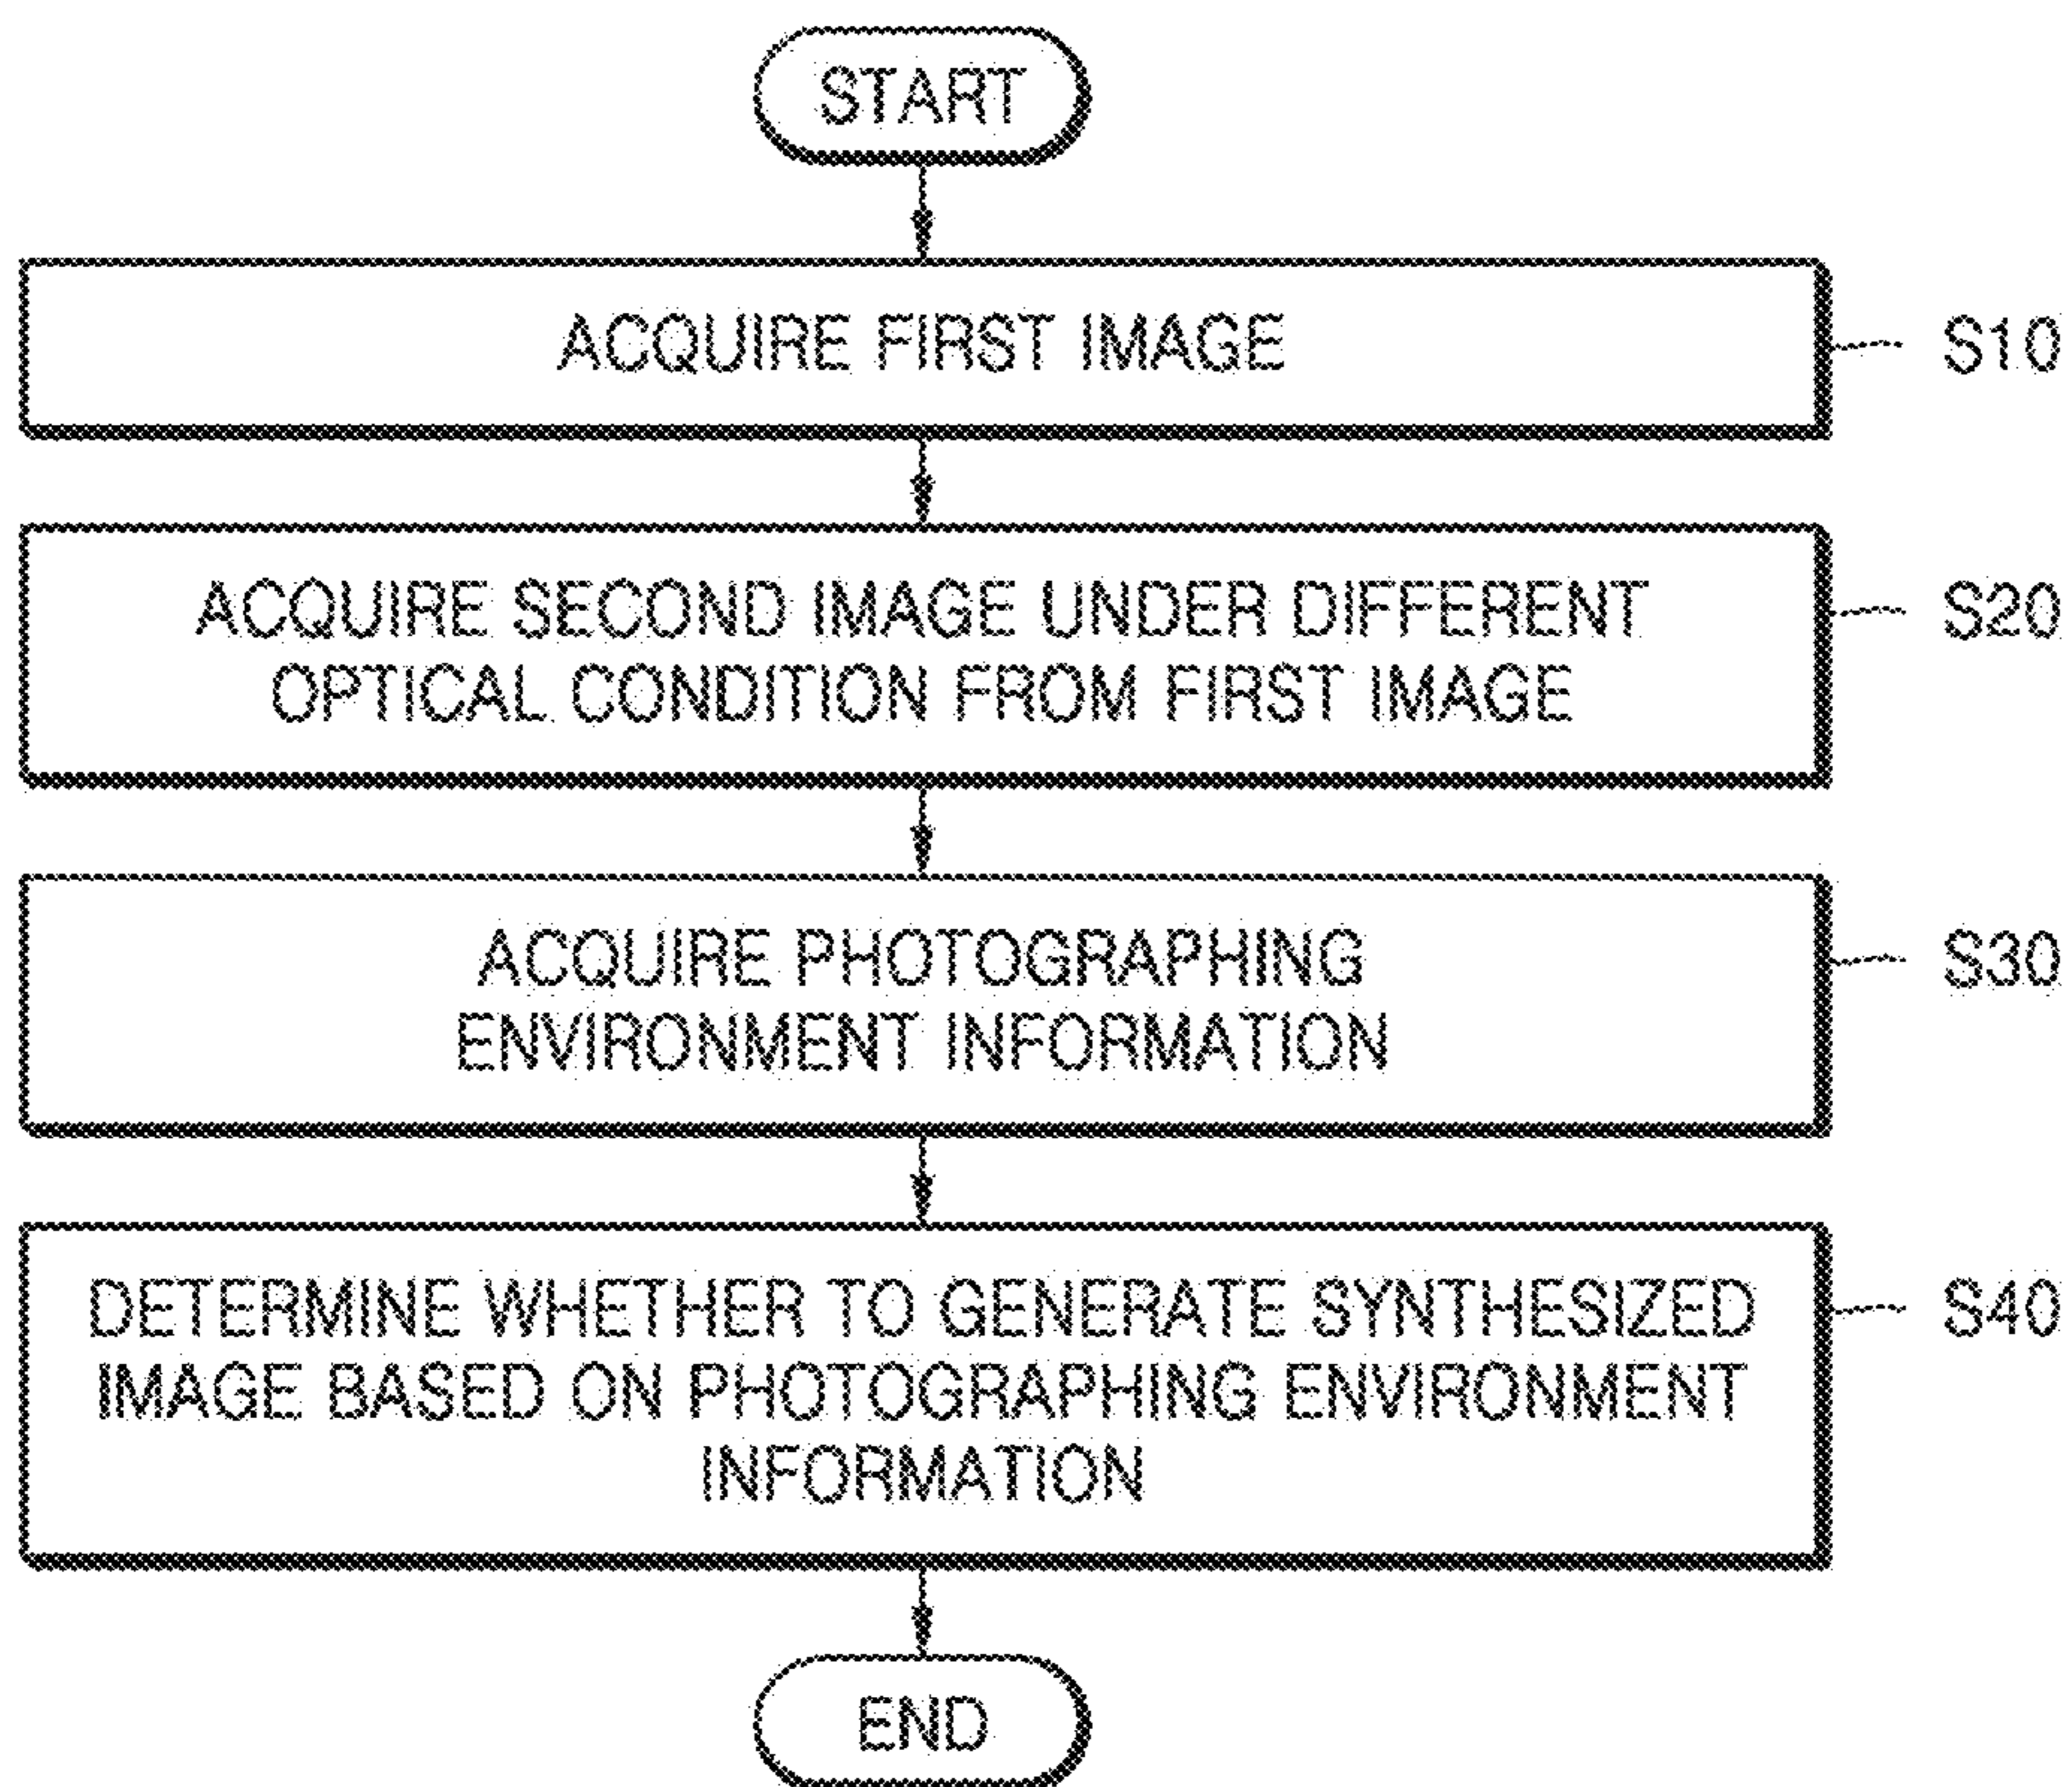 START
ACQUIRE FIRST IMAGE
S10
ACQUIRE SECOND IMAGE UNDER DIFFERENT
OPTICAL CONDITION FROM FIRST IMAGE
S20
ACQUIRE PHOTOGRAPHING
ENVIRONMENT INFORMATION
S30
DETERMINE WHETHER TO GENERATE SYNTHESIZED
IMAGE BASED ON PHOTOGRAPHING ENVIRONMENT
INFORMATION
S40
END